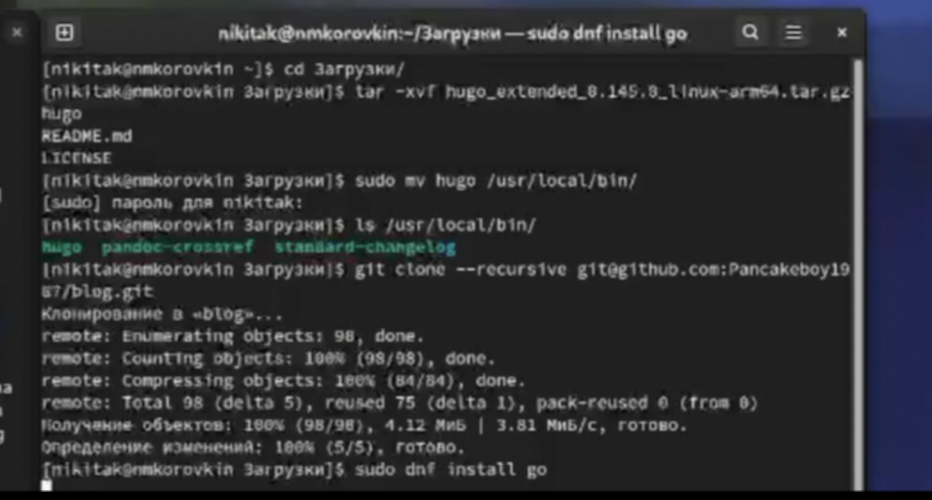 nikitak@nmkorovkin:~/Загрузки — sudo dnf install go
[nikitak@nmkorovkin ~]$ cd Загрузки/
[nikitak@nmkorovkin Загрузки]$ tar -xvf hugo_extended_0.145.0_linux-arm64.tar.gz
hugo
README.md
LICENSE
[nikitak@nmkorovkin Загрузки]$ sudo mv hugo /usr/local/bin/
[sudo] пароль для nikitak:
[nikitak@nmkorovkin Загрузки]$ ls /usr/local/bin/
hugo pandoc-crossref standard-changelog
[nikitak@nmkorovkin Загрузки]$ git clone --recursive git@github.com:Pancakeboy19
87/blog.git
Клонирование в «blog»...
remote: Enumerating objects: 98, done.
remote: Counting objects: 100% (98/98), done.
remote: Compressing objects: 100% (84/84), done.
remote: Total 98 (delta 5), reused 75 (delta 1), pack-reused 0 (from 0)
Получение объектов: 100% (98/98), 4.12 МиБ | 3.81 МиБ/с, готово.
Определение изменений: 100% (5/5), готово.
[nikitak@nmkorovkin Загрузки]$ sudo dnf install go